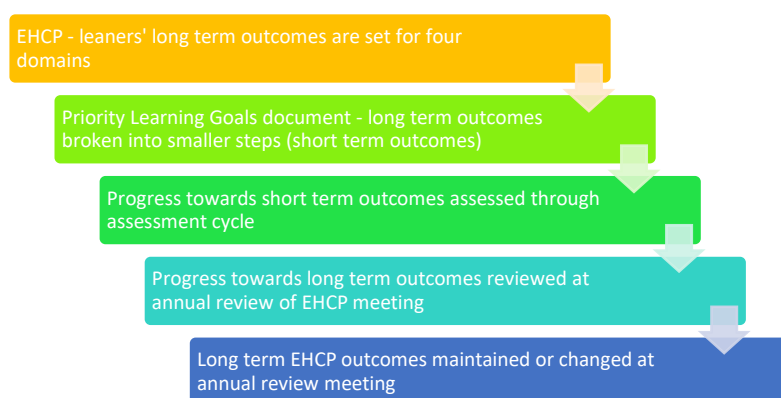 EHCP - leaners' long term outcomes are set for four
domains
Priority Learning Goals document - long term outcomes
broken into smaller steps (short term outcomes)
Progress towards short term outcomes assessed through
assessment cycle
Progress towards long term outcomes reviewed at
annual review of EHCP meeting
Long term EHCP outcomes maintained or changed at
annual review meeting